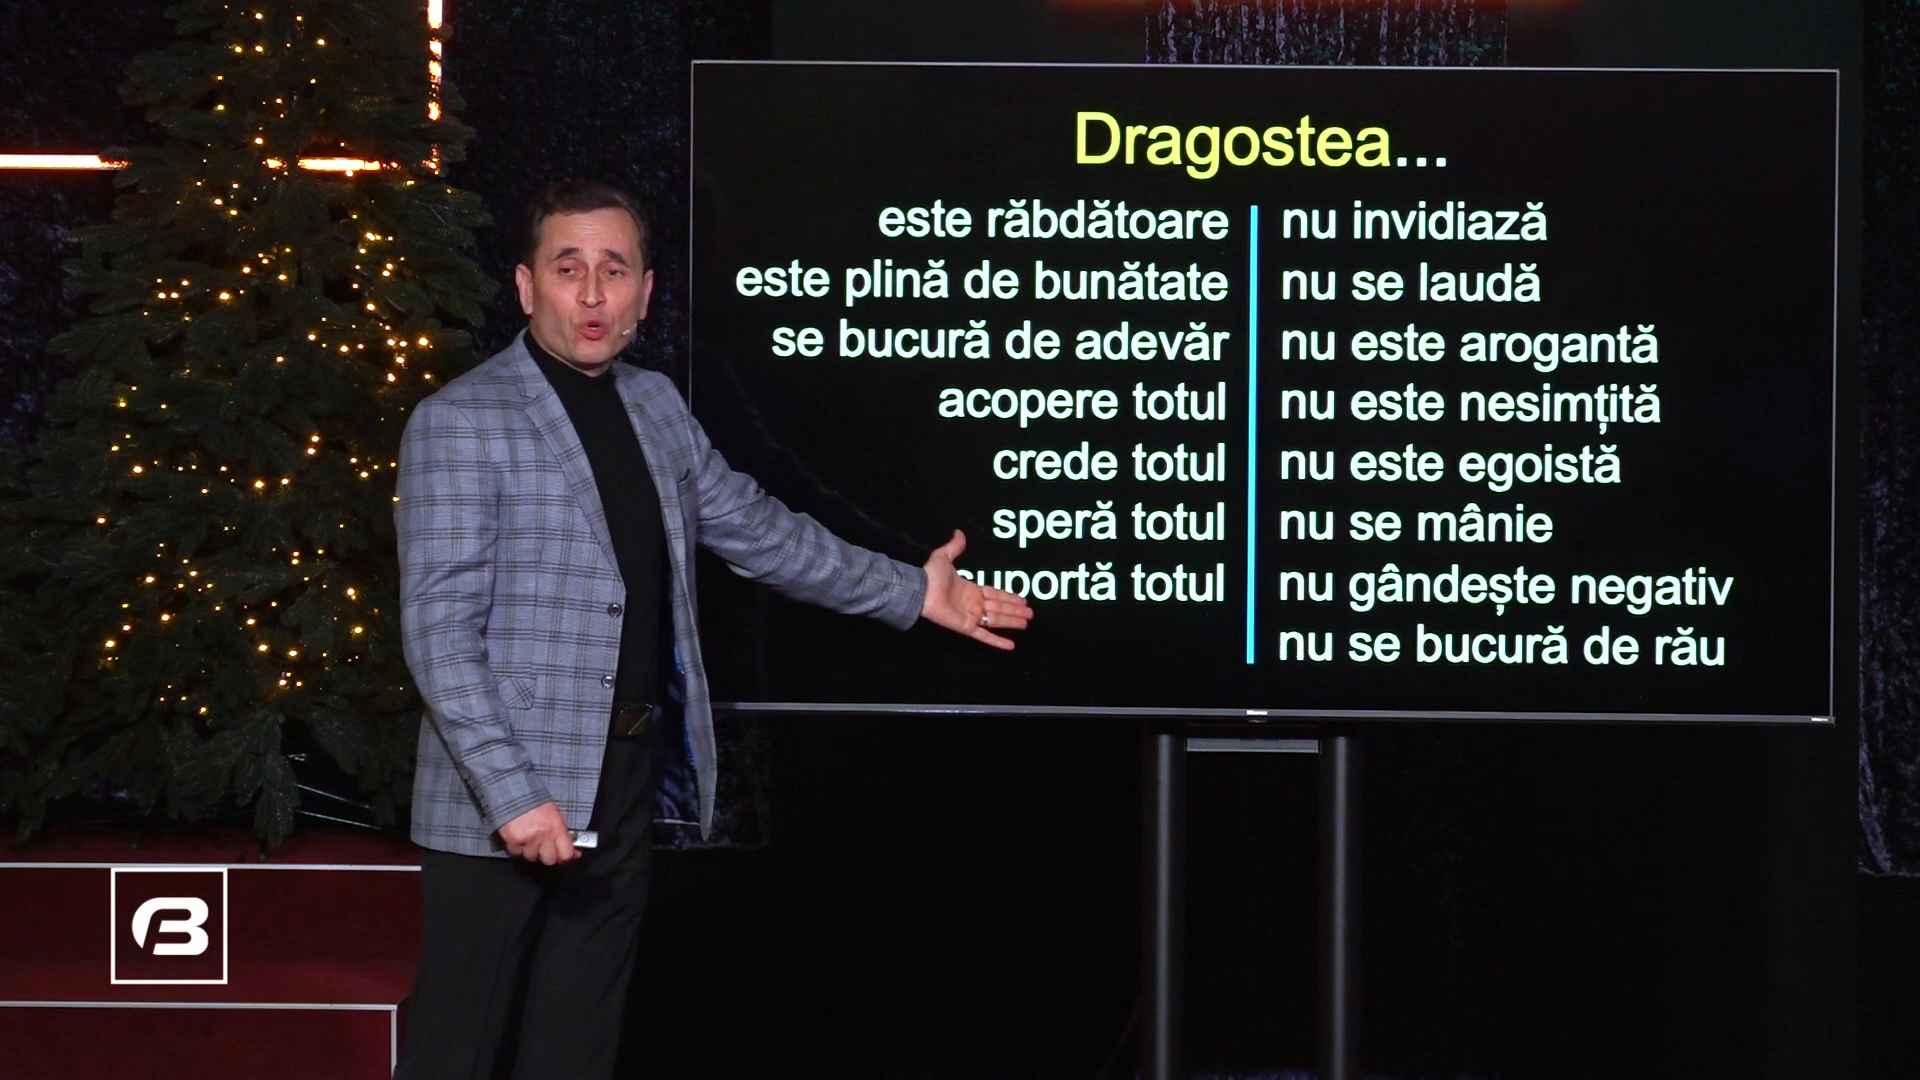 Dragostea...
este răbdătoare
este plină de bunătate
se bucură de adevăr
acopere totul
crede totul
speră totul
suportă totul
nu invidiază
nu se laudă
nu este arogantă
nu este nesimțită
nu este egoistă
nu se mânie
nu gândește negativ
nu se bucură de rău
B